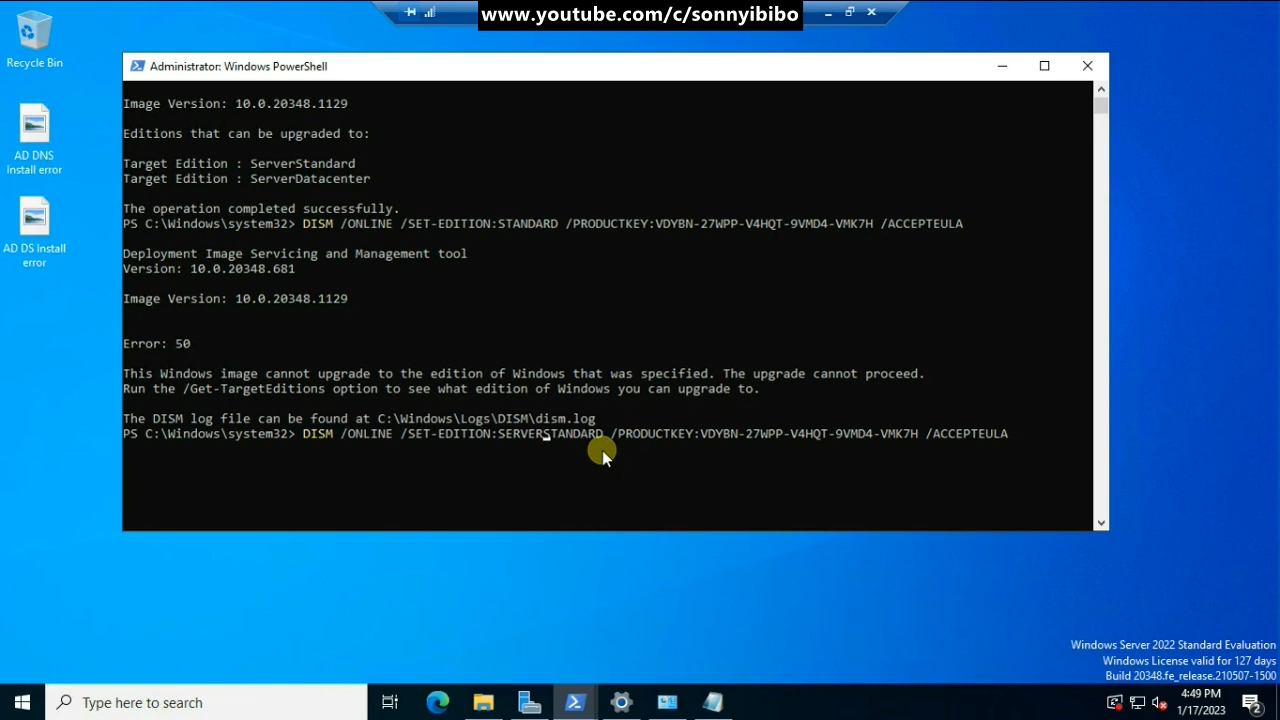 www.youtube.com/c/sonnyibibo
Recycle Bin
AD DNS
Install error
AD DS Install
error
Administrator: Windows PowerShell
Image Version: 10.0.20348.1129
Editions that can be upgraded to:
Target Edition : ServerStandard
Target Edition : ServerDatacenter
The operation completed successfully.
PS C:\Windows\system32> DISM /ONLINE /SET-EDITION:STANDARD /PRODUCTKEY:VDYBN-27WPP-V4HQT-9VMD4-VMK7H /ACCEPTEULA
Deployment Image Servicing and Management tool
Version: 10.0.20348.681
Image Version: 10.0.20348.1129
Error: 50
This Windows image cannot upgrade to the edition of Windows that was specified. The upgrade cannot proceed.
Run the /Get-TargetEditions option to see what edition of Windows you can upgrade to.
The DISM log file can be found at C:\Windows\Logs\DISM\dism.log
PS C:\Windows\system32> DISM /ONLINE /SET-EDITION:SERVERSTANDARD /PRODUCTKEY:VDYBN-27WPP-V4HQT-9VMD4-VMK7H /ACCEPTEULA
Windows Server 2022 Standard Evaluation
Windows License valid for 127 days
Build 20348.fe_release.210507-1500
Type here to search
4:49 PM
1/17/2023
2